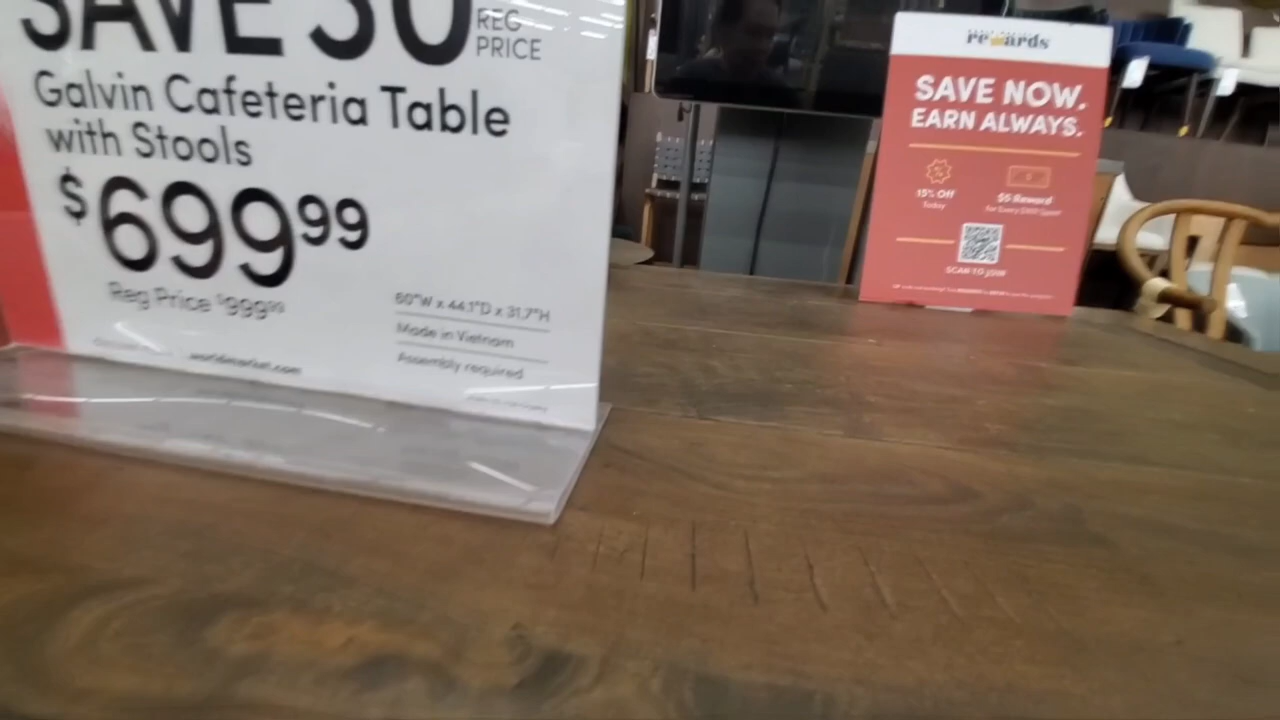 SAVE 30
REG
PRICE
Galvin Cafeteria Table
with Stools
$699.99
Reg Price $999.99
60"W x 44.1"D x 31.7"H
Made in Vietnam
Assembly required
worldmarket.com
rewards
SAVE NOW.
EARN ALWAYS.
15% Off
Today
$5 Reward
SCAN TO JOIN